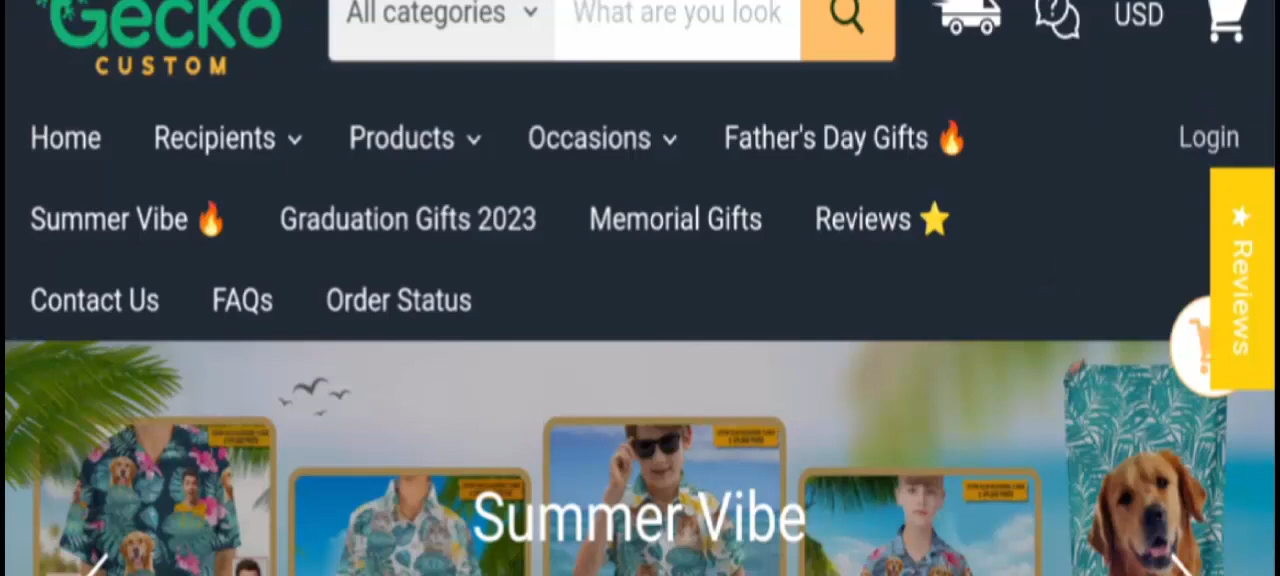 Gecko
CUSTOM
All categories
What are you look
USD
Home Recipients Products Occasions Father's Day Gifts 🔥 Login
Summer Vibe 🔥 Graduation Gifts 2023 Memorial Gifts Reviews ⭐
★ Reviews
Contact Us FAQs Order Status
Summer Vibe